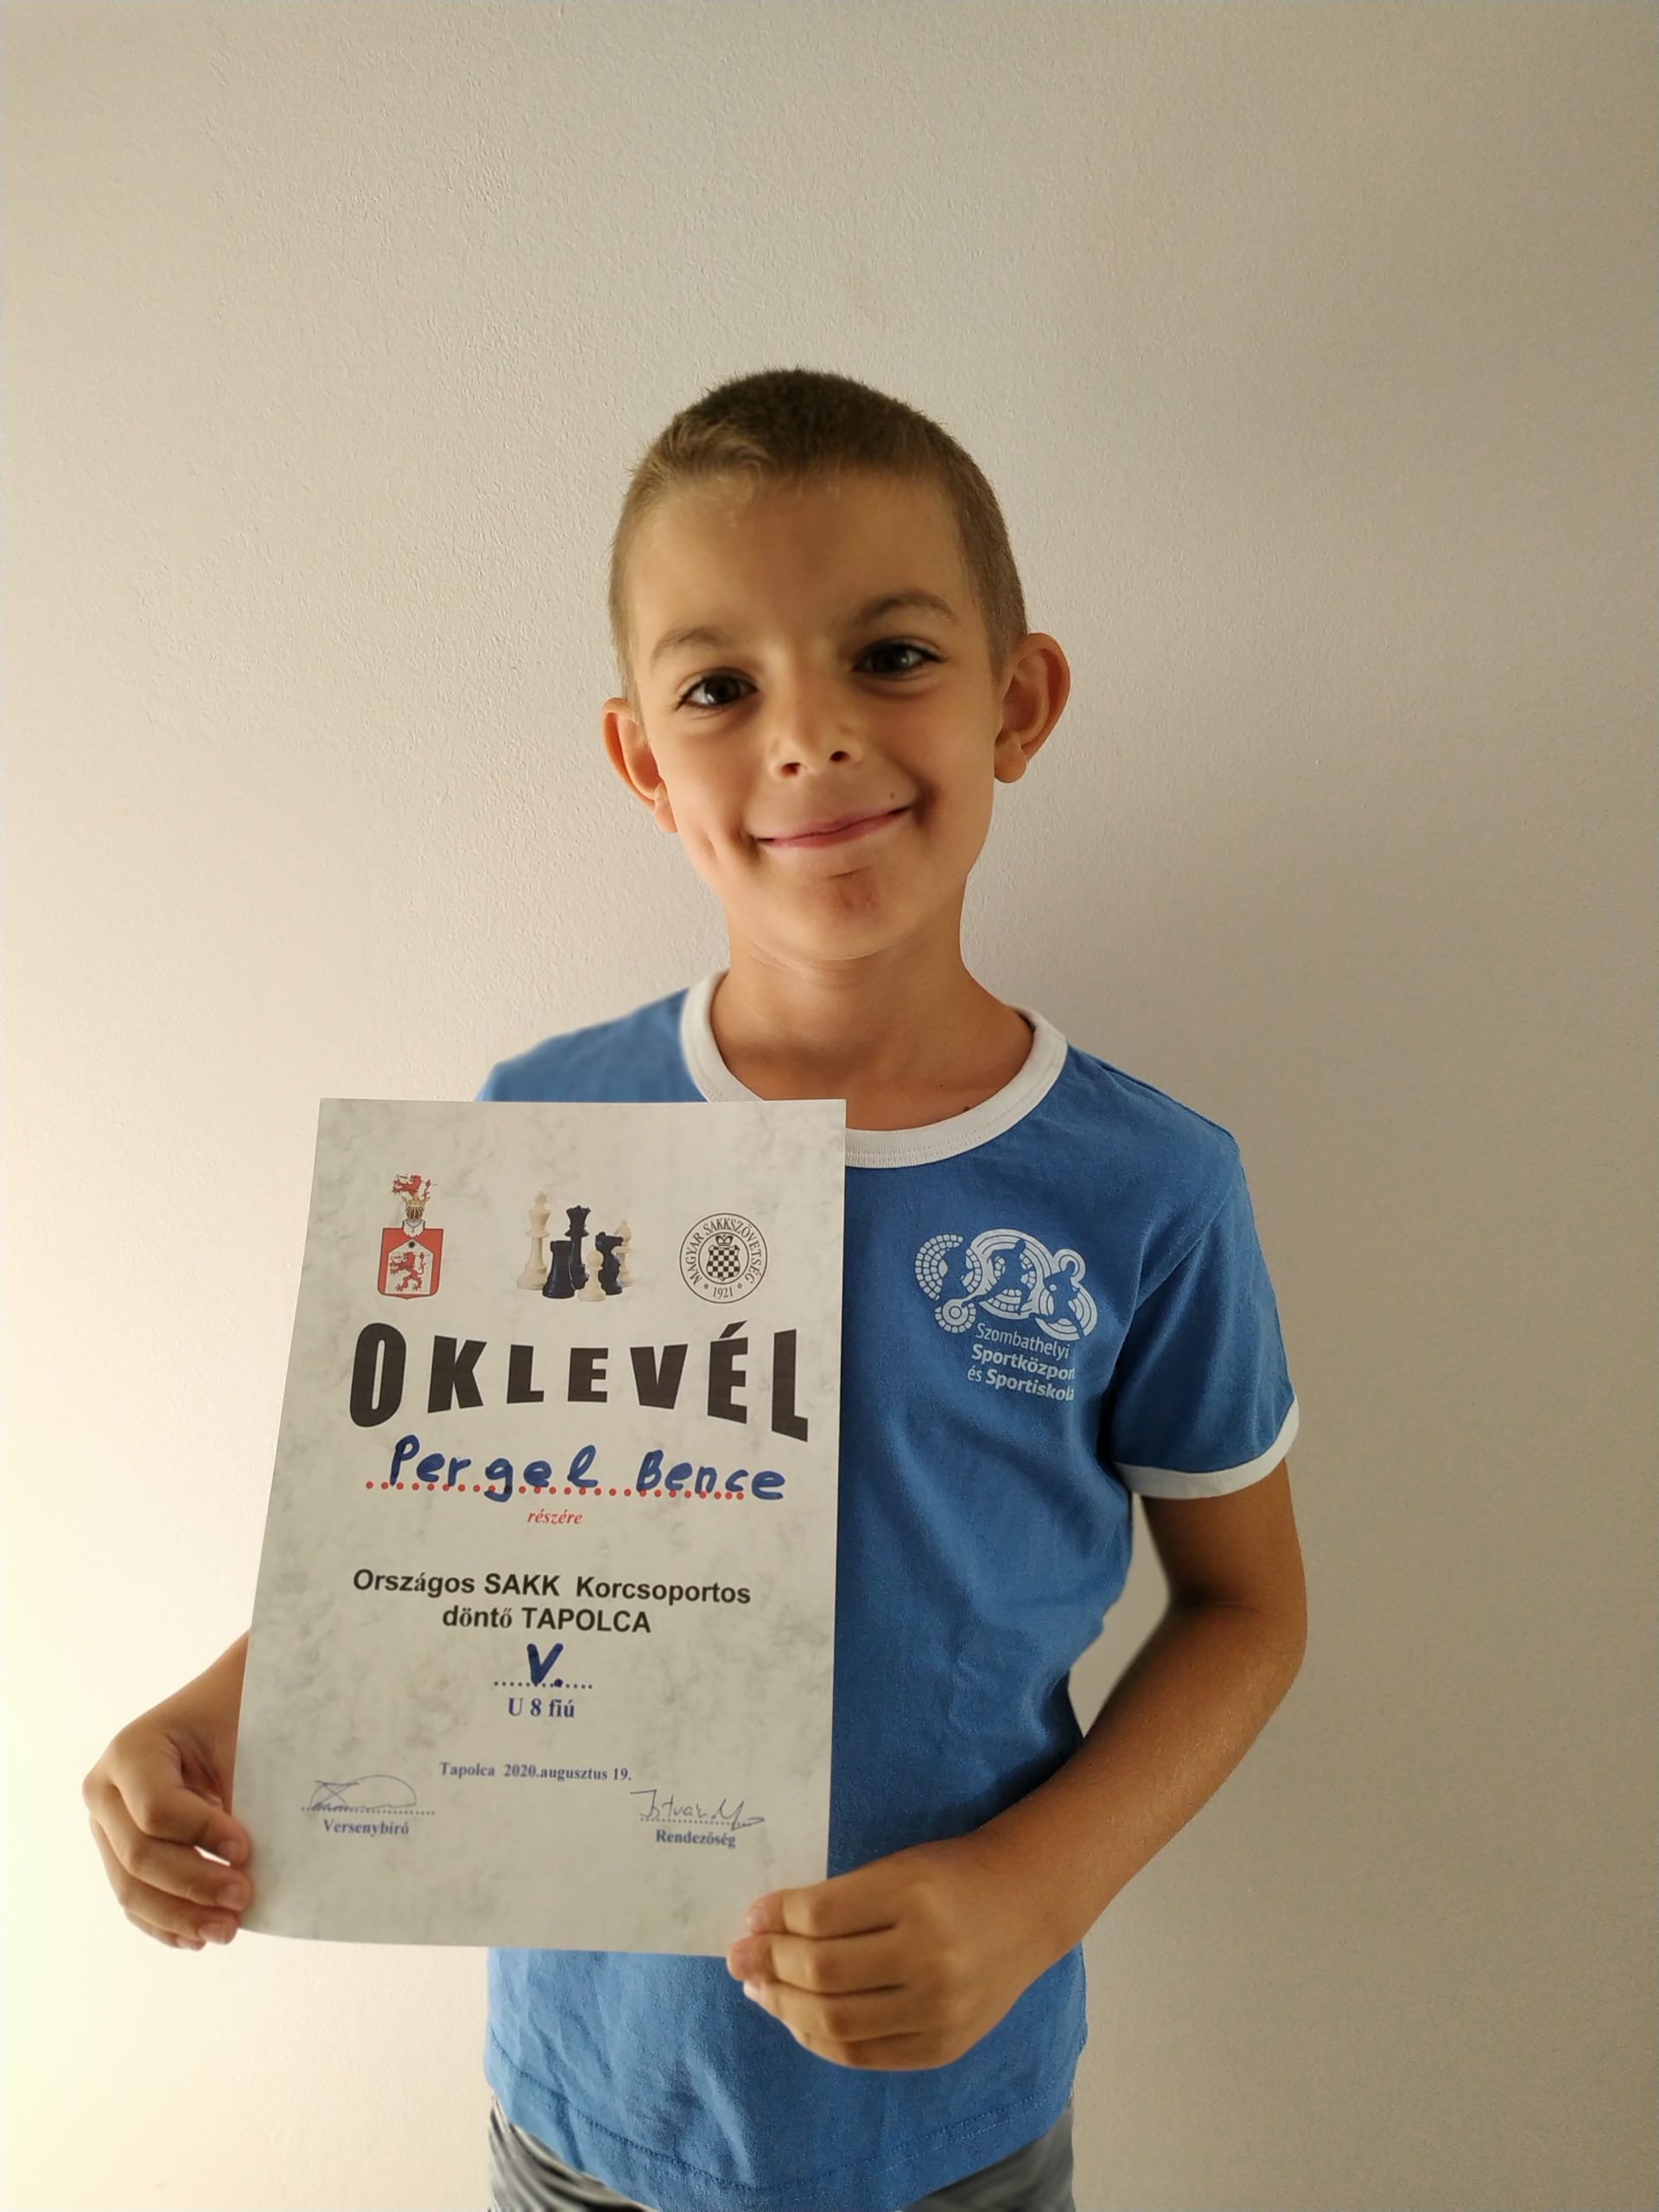 MAGYAR SAKKSZÖVETSÉG
1921
OKLEVÉL
Pergel Bence
részére
Országos SAKK Korcsoportos
döntő TAPOLCA
V.
U 8 fiú
Tapolca 2020.augusztus 19.
Versenybíró
Rendezőség
Szombathelyi
Sportközpont
és Sportiskola